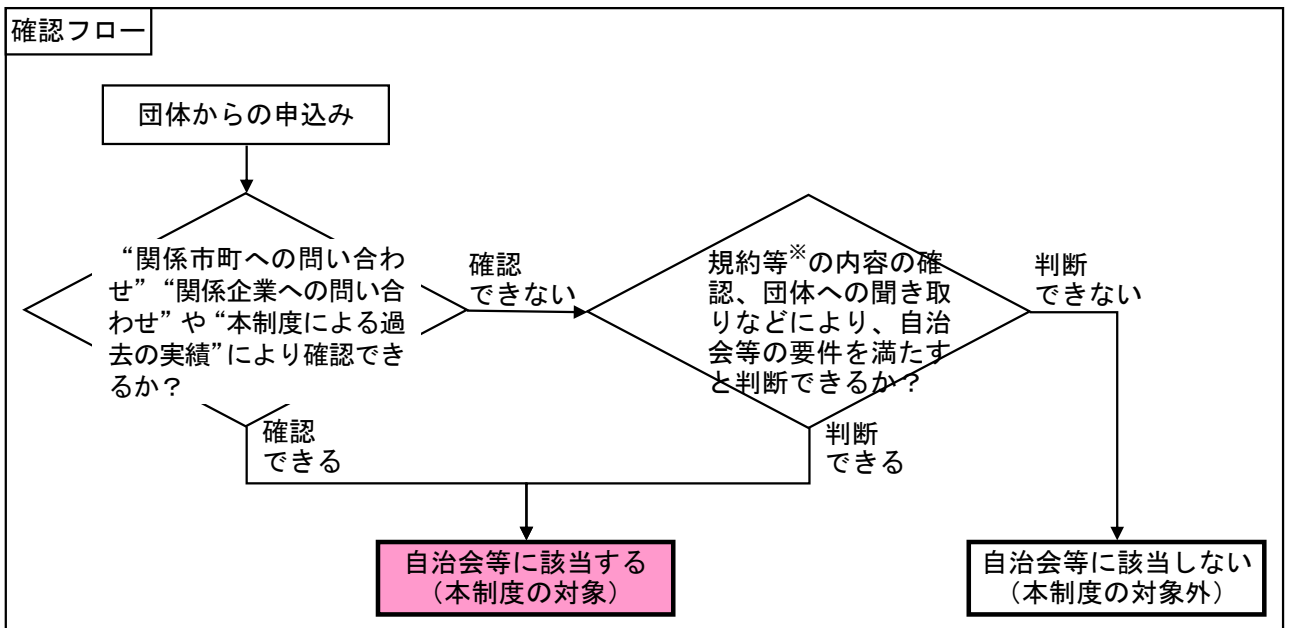 確認フロー
団体からの申込み
“関係市町への問い合わ
せ”“関係企業への問い合
わせ”や“本制度による過
去の実績”により確認でき
るか？
確認
できない
規約等※の内容の確
認、団体への聞き取
りなどにより、自治
会等の要件を満たす
と判断できるか？
判断
できない
確認
できる
判断
できる
自治会等に該当する
（本制度の対象）
自治会等に該当しない
（本制度の対象外）